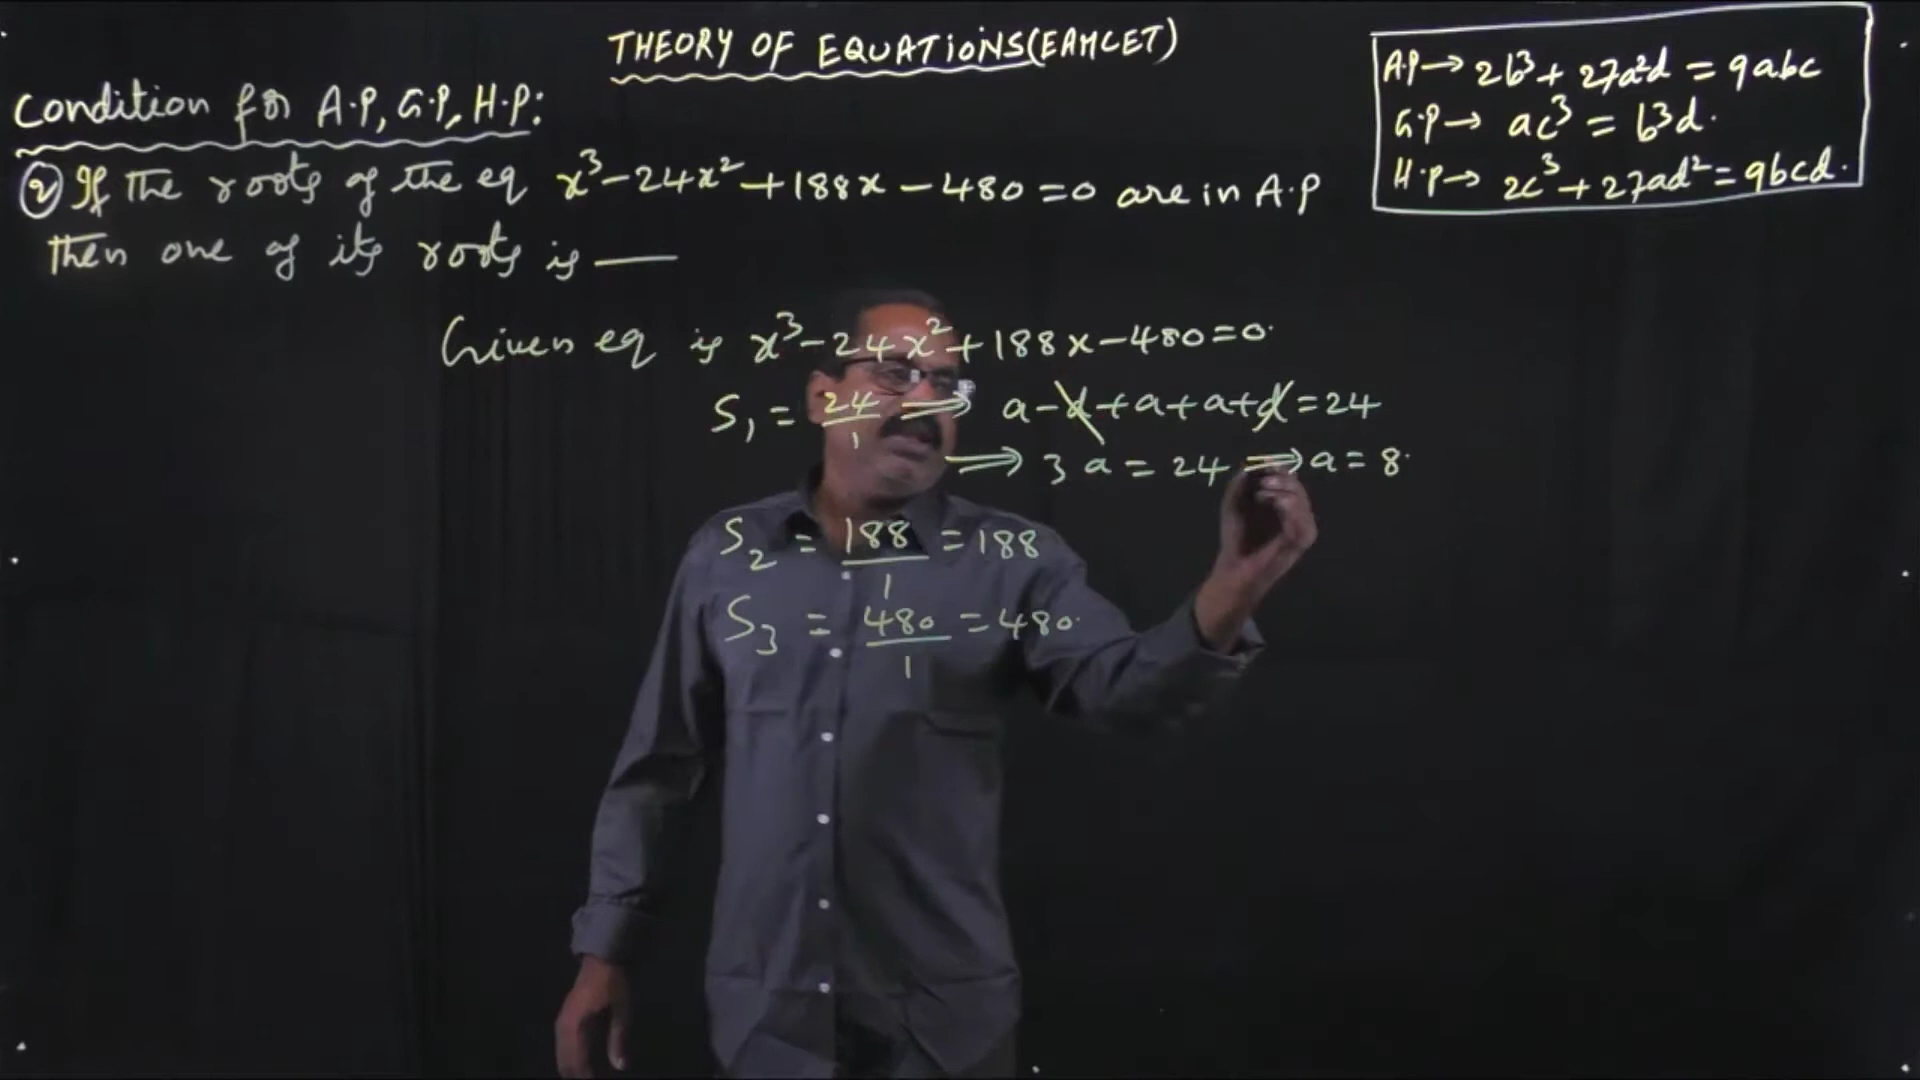 THEORY OF EQUATIONS(EAMCET)
Condition for A.P, G.P, H.P:
② If the roots of the eq x³-24x²+188x-480=0 are in A.P
then one of its roots is ___
A.P→ 2b³+27a²d=9abc
G.P→ ac³=b³d.
H.P→ 2c³+27ad²=9bcd.
Given eq is x³-24x²+188x-480=0.
S₁ = 24/1 ⇒ a-d+a+a+d=24
⇒ 3a=24 ⇒ a=8.
S₂ = 188/1 = 188
S₃ = 480/1 = 480.